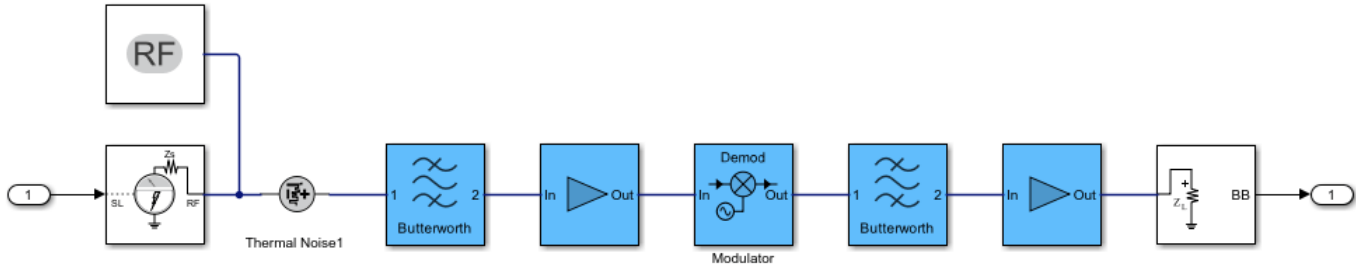 RF
1
SL
Zs
RF
Thermal Noise1
1
2
Butterworth
In
Out
Demod
In
Out
Modulator
1
2
Butterworth
In
Out
+
ZL
BB
1